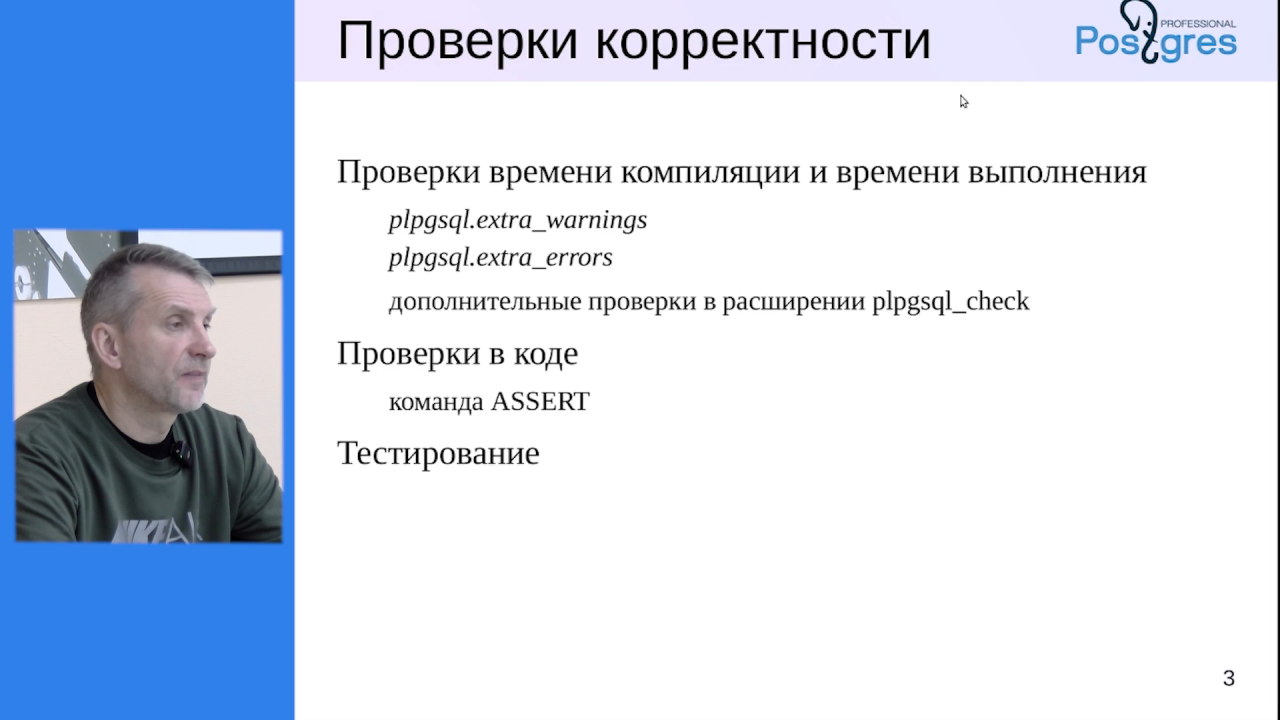 Проверки корректности
PROFESSIONAL
Postgres
Проверки времени компиляции и времени выполнения
plpgsql.extra_warnings
plpgsql.extra_errors
дополнительные проверки в расширении plpgsql_check
Проверки в коде
команда ASSERT
Тестирование
3